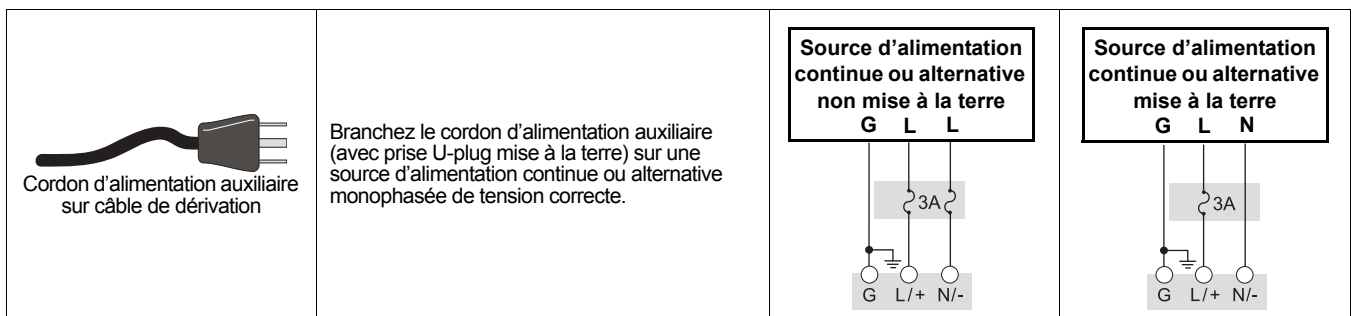 Cordon d'alimentation auxiliaire
sur câble de dérivation
Branchez le cordon d'alimentation auxiliaire
(avec prise U-plug mise à la terre) sur une
source d'alimentation continue ou alternative
monophasée de tension correcte.
Source d'alimentation
continue ou alternative
non mise à la terre
G L L
3A
G L/+ N/-
Source d'alimentation
continue ou alternative
mise à la terre
G L N
3A
G L/+ N/-